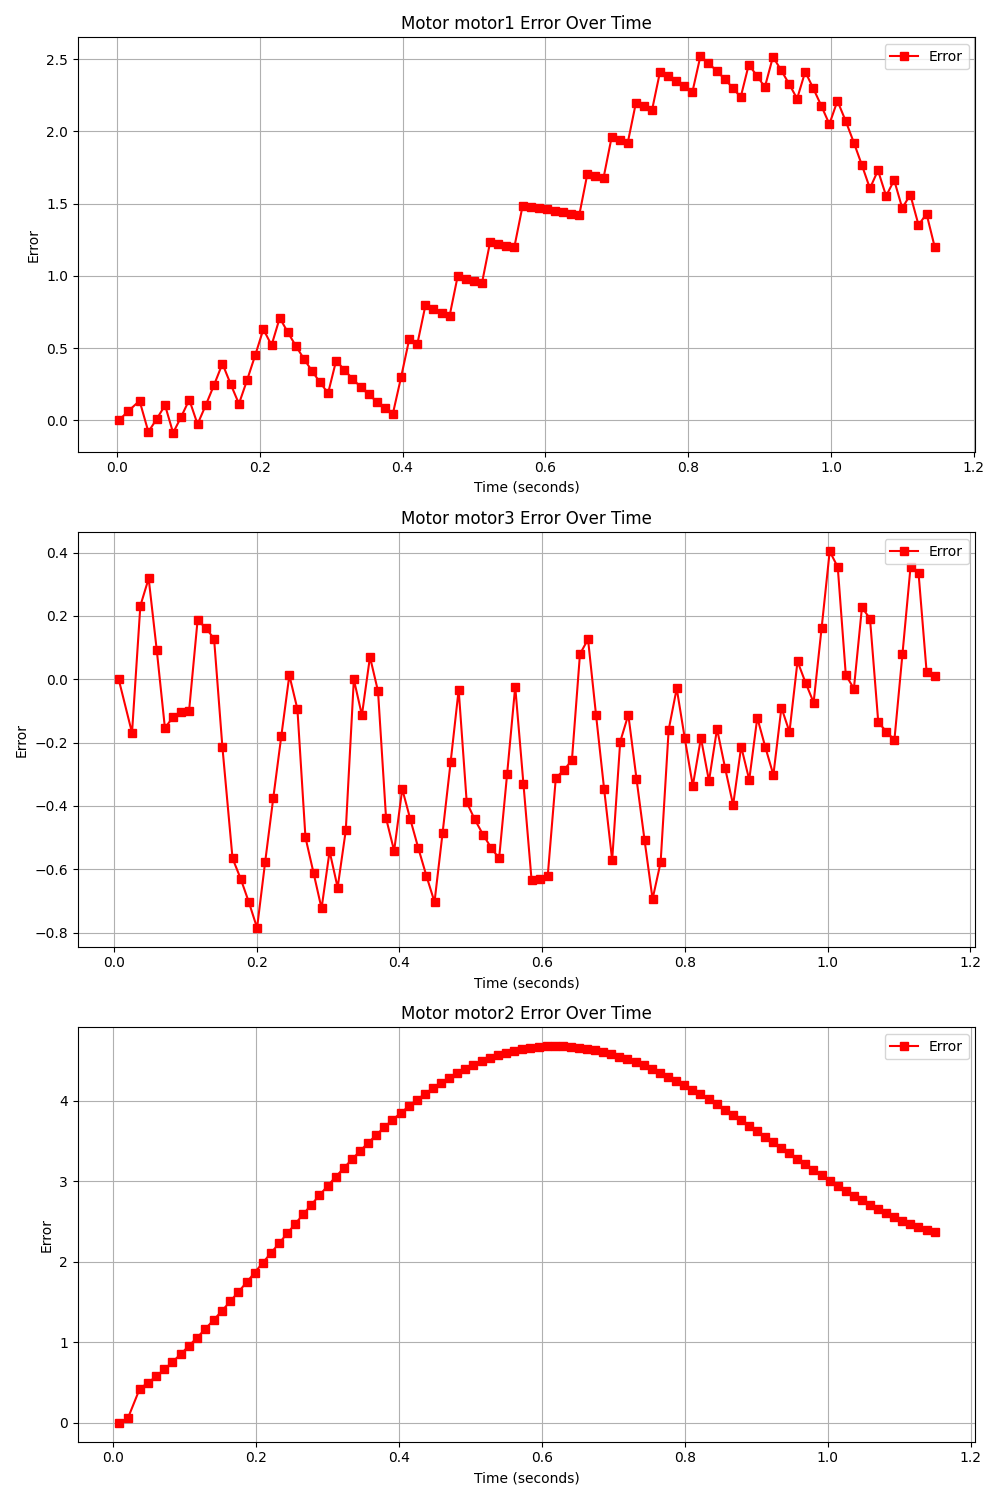 Motor motor1 Error Over Time
Error
2.5
2.0
1.5
1.0
0.5
0.0
Error
0.0 0.2 0.4 0.6 0.8 1.0 1.2
Time (seconds)
Motor motor3 Error Over Time
Error
0.4
0.2
0.0
−0.2
−0.4
−0.6
−0.8
Error
0.0 0.2 0.4 0.6 0.8 1.0 1.2
Time (seconds)
Motor motor2 Error Over Time
Error
4
3
2
1
0
Error
0.0 0.2 0.4 0.6 0.8 1.0 1.2
Time (seconds)